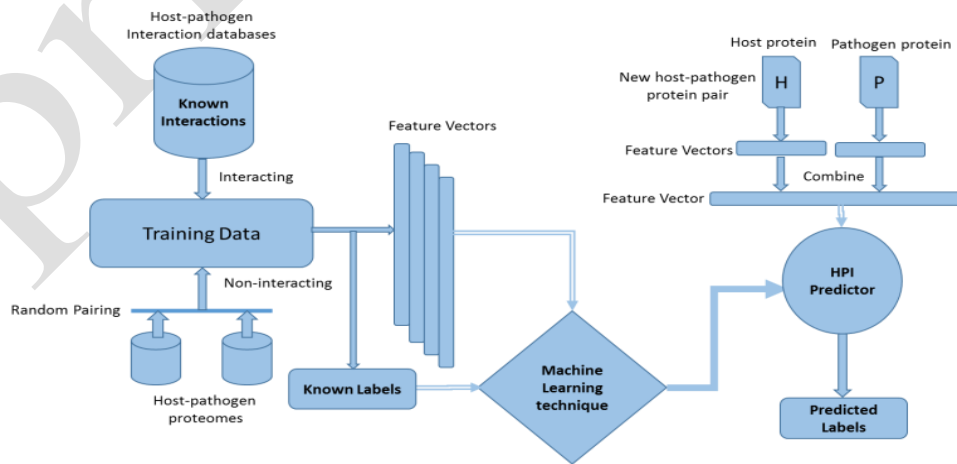 Host-pathogen
Interaction databases
Known
Interactions
Interacting
Training Data
Non-interacting
Random Pairing
Host-pathogen
proteomes
Feature Vectors
Known Labels
Machine
Learning
technique
Host protein
Pathogen protein
New host-pathogen
protein pair
H
P
Feature Vectors
Combine
Feature Vector
HPI
Predictor
Predicted
Labels